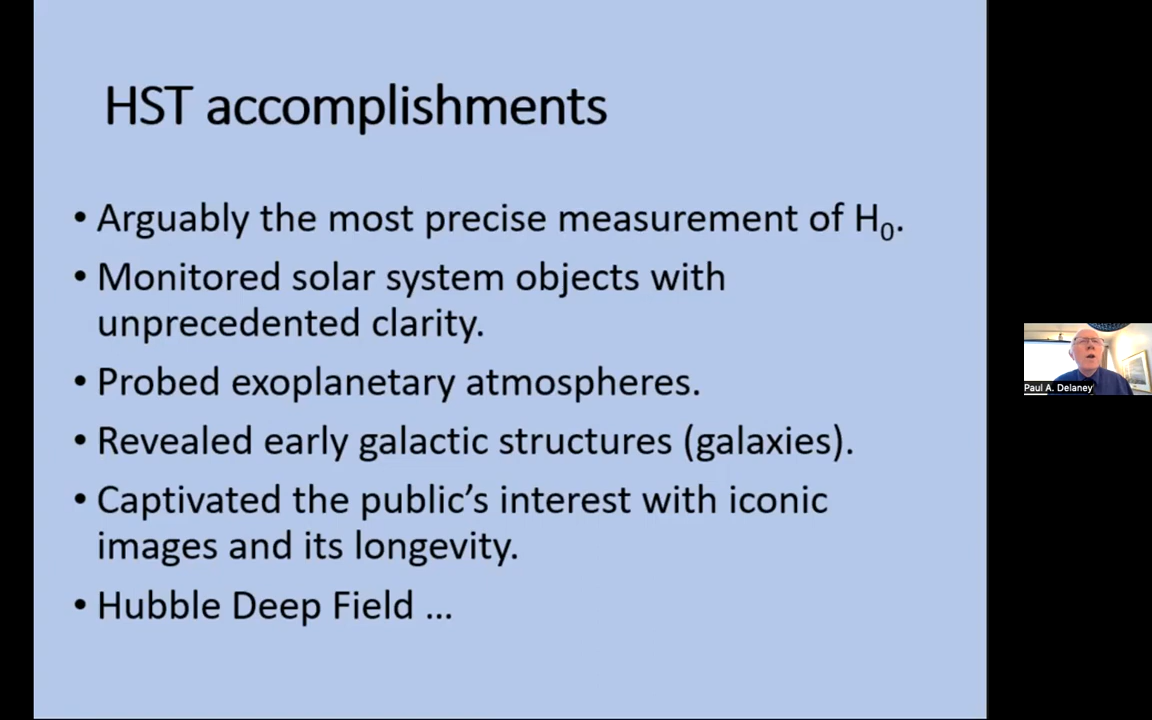 HST accomplishments
• Arguably the most precise measurement of H₀.
• Monitored solar system objects with
unprecedented clarity.
• Probed exoplanetary atmospheres.
• Revealed early galactic structures (galaxies).
• Captivated the public’s interest with iconic
images and its longevity.
• Hubble Deep Field ...
Paul A. Delaney